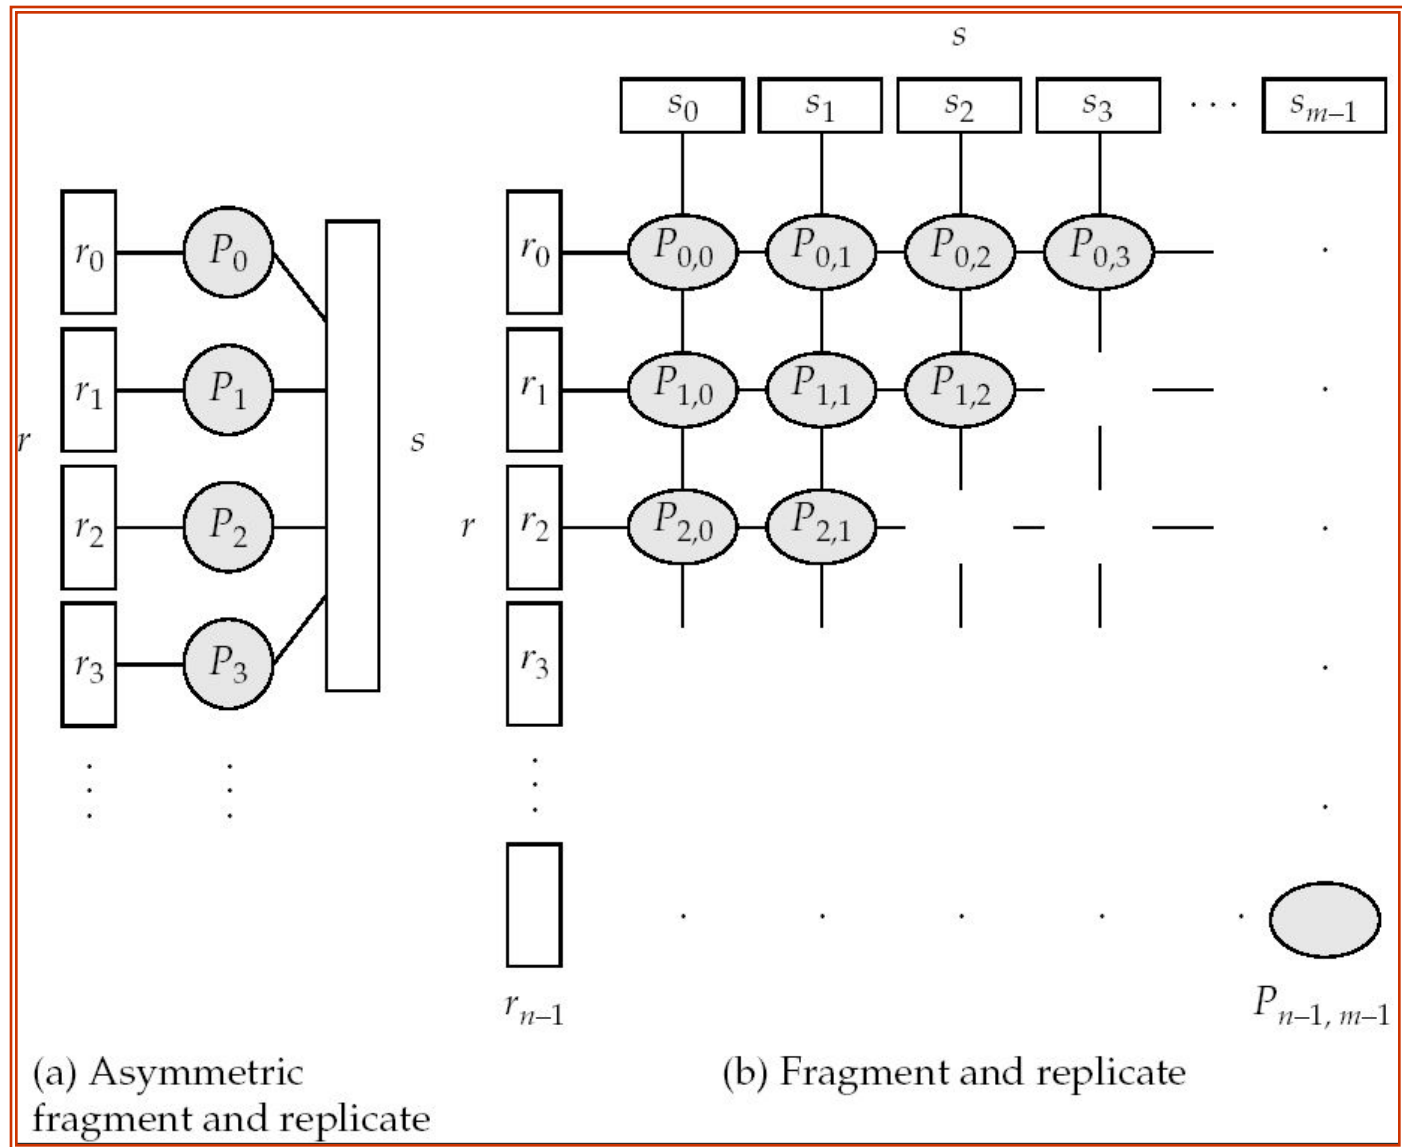 s
s0 s1 s2 s3 · · · sm–1
r0 P0 r0 P0,0 P0,1 P0,2 P0,3
r1 P1 r1 P1,0 P1,1 P1,2
r s
r2 P2 r r2 P2,0 P2,1
r3 P3 r3
rn–1 Pn–1, m–1
(a) Asymmetric
fragment and replicate
(b) Fragment and replicate